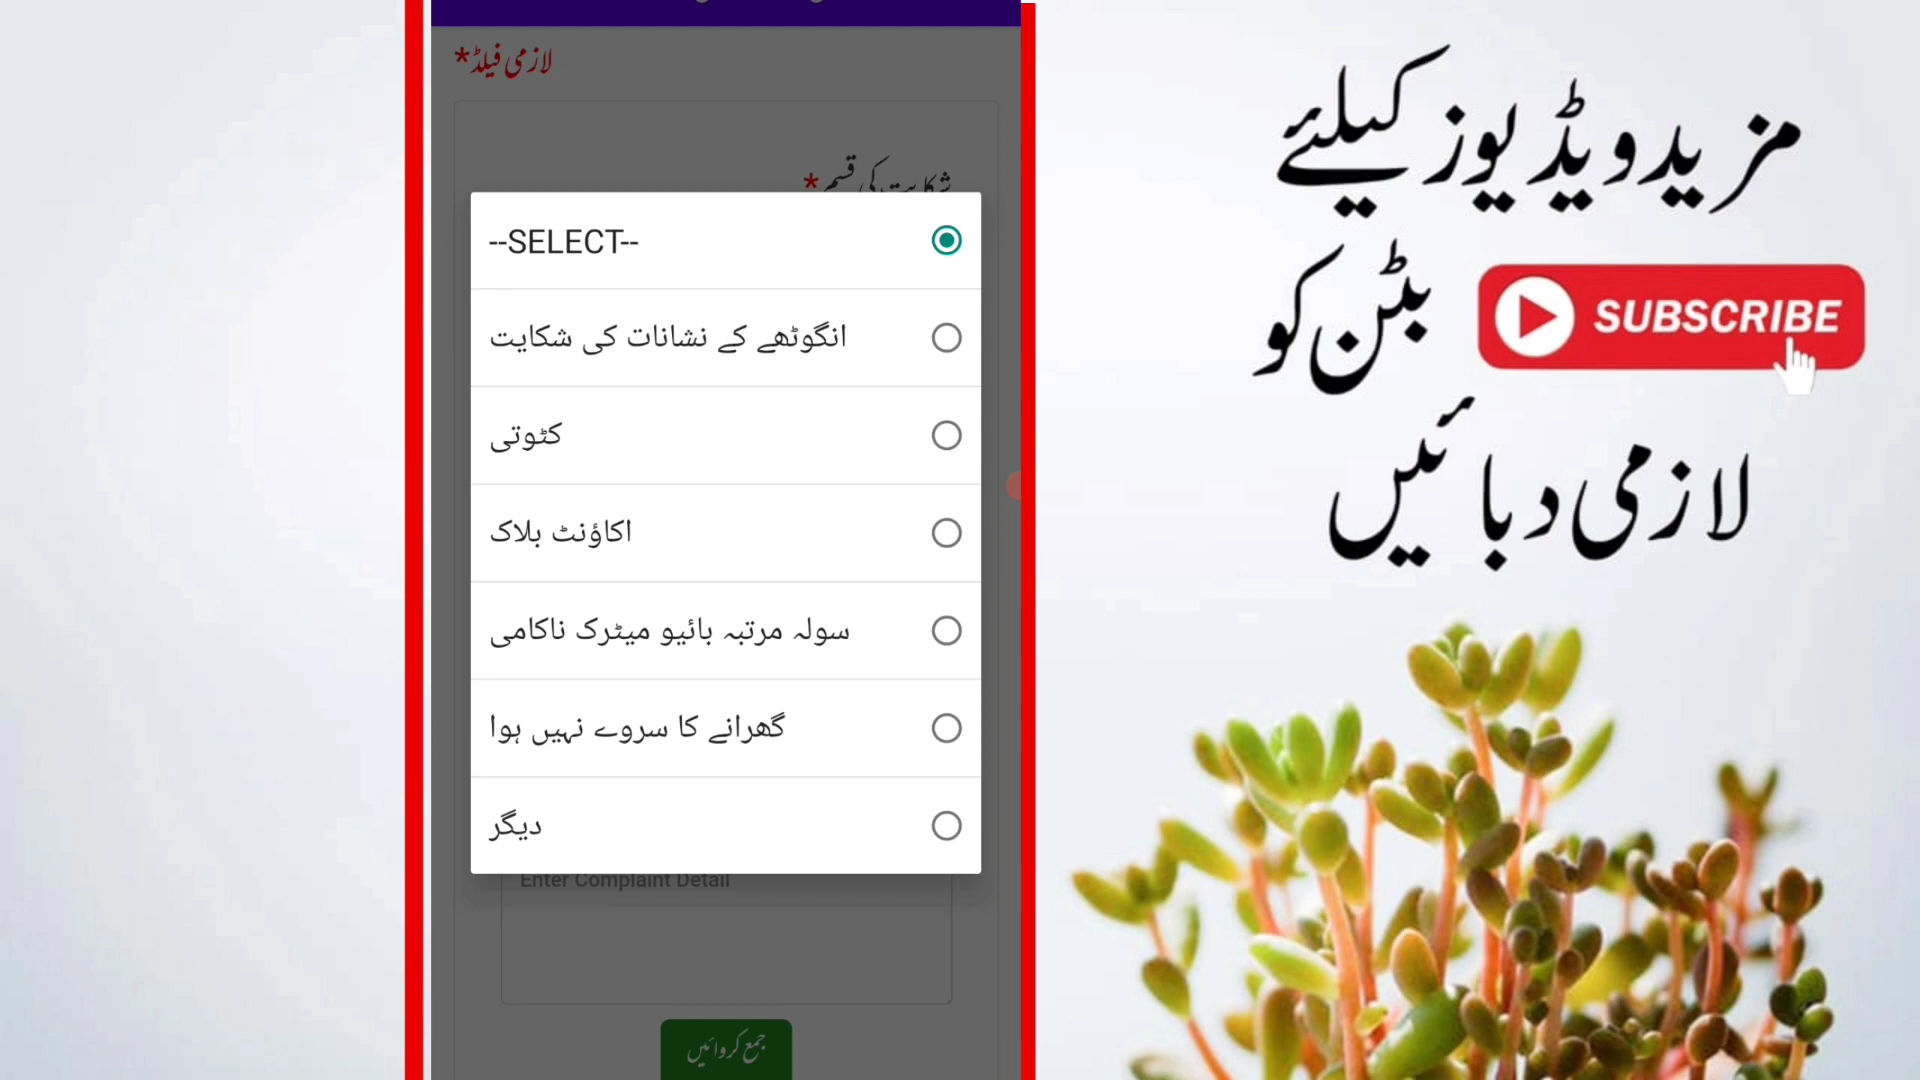 لازمی فیلڈ*
شکایت کی قسم *
--SELECT--
انگوٹھے کے نشانات کی شکایت
کٹوتی
اکاؤنٹ بلاک
سولہ مرتبہ بائیو میٹرک ناکامی
گھرانے کا سروے نہیں ہوا
دیگر
Enter Complaint Detail
جمع کروائیں
مزید ویڈیوز کیلئے
SUBSCRIBE بٹن کو
لازمی دبائیں